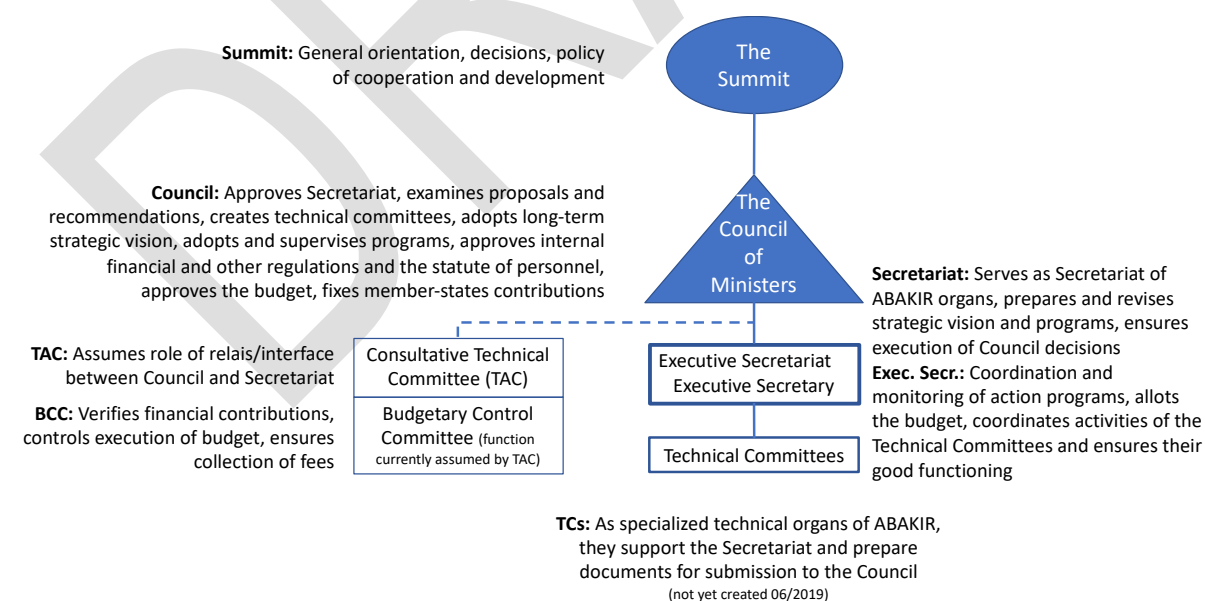 Summit: General orientation, decisions, policy
of cooperation and development
The
Summit
Council: Approves Secretariat, examines proposals and
recommendations, creates technical committees, adopts long-term
strategic vision, adopts and supervises programs, approves internal
financial and other regulations and the statute of personnel,
approves the budget, fixes member-states contributions
The
Council
of
Ministers
Secretariat: Serves as Secretariat of
ABAKIR organs, prepares and revises
strategic vision and programs, ensures
execution of Council decisions
Exec. Secr.: Coordination and
monitoring of action programs, allots
the budget, coordinates activities of the
Technical Committees and ensures their
good functioning
TAC: Assumes role of relais/interface
between Council and Secretariat
BCC: Verifies financial contributions,
controls execution of budget, ensures
collection of fees
Consultative Technical
Committee (TAC)
Budgetary Control
Committee (function
currently assumed by TAC)
Executive Secretariat
Executive Secretary
Technical Committees
TCs: As specialized technical organs of ABAKIR,
they support the Secretariat and prepare
documents for submission to the Council
(not yet created 06/2019)